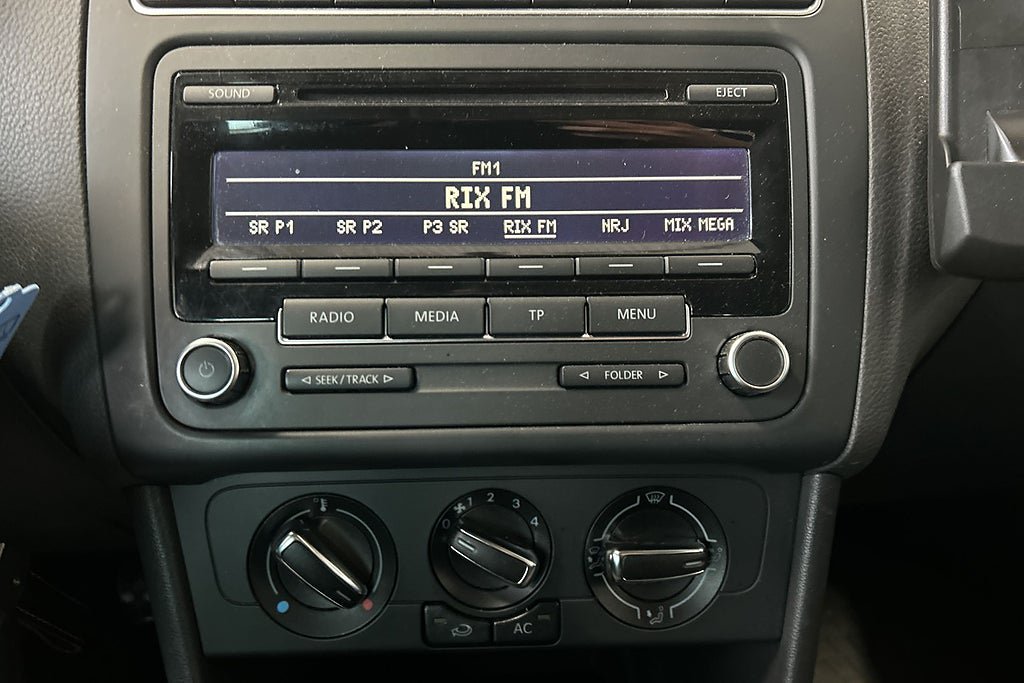 SOUND EJECT
FM1
RIX FM
SR P1 SR P2 P3 SR RIX FM NRJ MIX MEGA
RADIO MEDIA TP MENU
SEEK/TRACK FOLDER
0 1 2 3 4
AC